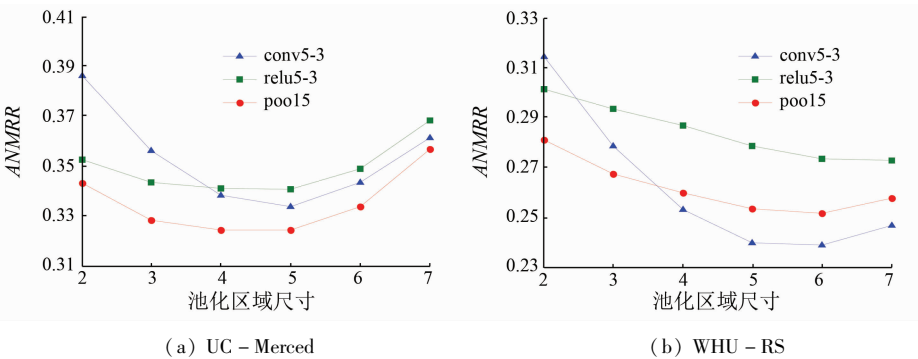 0.41
0.39
0.37
0.35
0.33
0.31
ANMRR
conv5-3
relu5-3
poo15
2 3 4 5 6 7
池化区域尺寸
(a) UC - Merced
0.33
0.31
0.29
0.27
0.25
0.23
ANMRR
conv5-3
relu5-3
poo15
2 3 4 5 6 7
池化区域尺寸
(b) WHU - RS